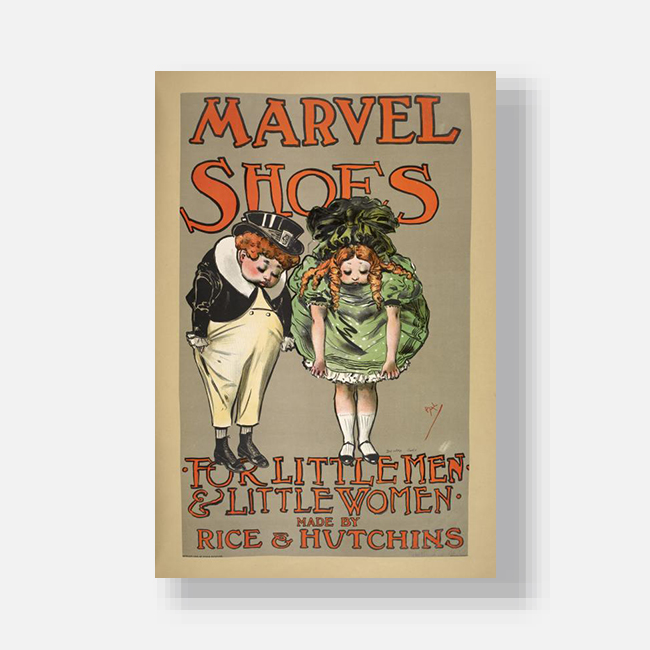 MARVEL
SHOES
·FOR LITTLE MEN·
& LITTLE WOMEN·
MADE BY
RICE & HUTCHINS